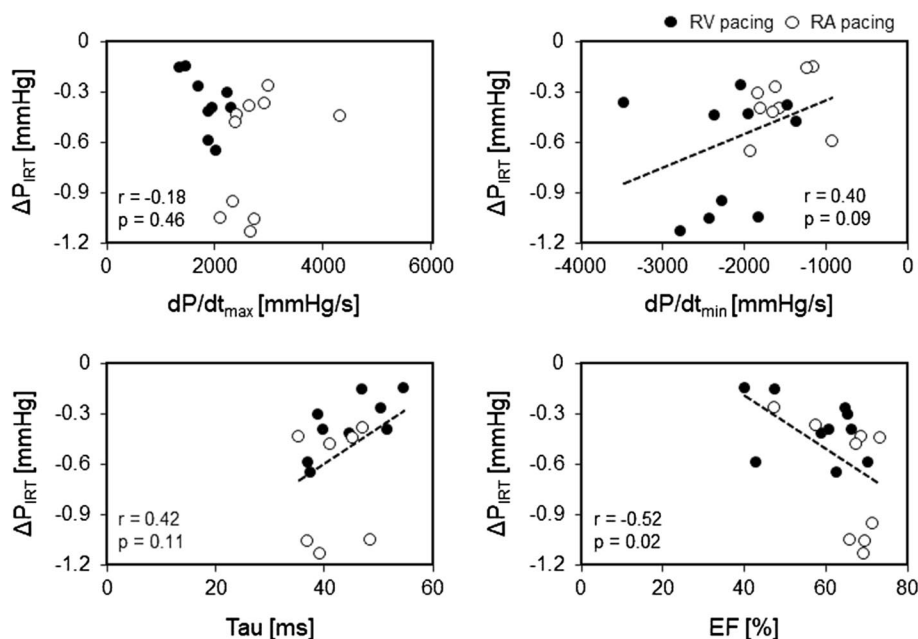 ● RV pacing ○ RA pacing
0
-0.3
-0.6
-0.9
-1.2
ΔP_IRT [mmHg]
r = -0.18
p = 0.46
0 2000 4000 6000
dP/dt_max [mmHg/s]
0
-0.3
-0.6
-0.9
-1.2
ΔP_IRT [mmHg]
r = 0.40
p = 0.09
-4000 -3000 -2000 -1000 0
dP/dt_min [mmHg/s]
0
-0.3
-0.6
-0.9
-1.2
ΔP_IRT [mmHg]
r = 0.42
p = 0.11
0 20 40 60
Tau [ms]
0
-0.3
-0.6
-0.9
-1.2
ΔP_IRT [mmHg]
r = -0.52
p = 0.02
0 20 40 60 80
EF [%]